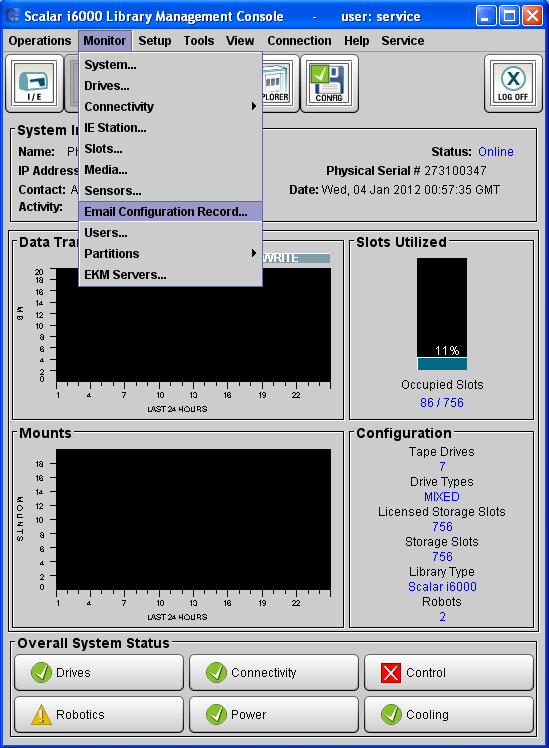 Scalar i6000 Library Management Console - user: service
Operations Monitor Setup Tools View Connection Help Service
System...
Drives...
Connectivity
IE Station...
Slots...
Media...
Sensors...
Email Configuration Record...
Users...
Partitions
EKM Servers...
I/E
CONFIG
LOG OFF
System
Name:
Status: Online
IP Address
Physical Serial # 273100347
Contact:
Date: Wed, 04 Jan 2012 00:57:35 GMT
Activity:
Data
WRITE
MB
20
18
16
14
12
10
8
6
4
2
0
1 4 7 10 13 16 19 22
LAST 24 HOURS
Slots Utilized
11%
Occupied Slots
86 / 756
Mounts
MOUNTS
18
16
14
12
10
8
6
4
2
0
1 4 7 10 13 16 19 22
LAST 24 HOURS
Configuration
Tape Drives
7
Drive Types
MIXED
Licensed Storage Slots
756
Storage Slots
756
Library Type
Scalar i6000
Robots
2
Overall System Status
Drives Connectivity Control
Robotics Power Cooling